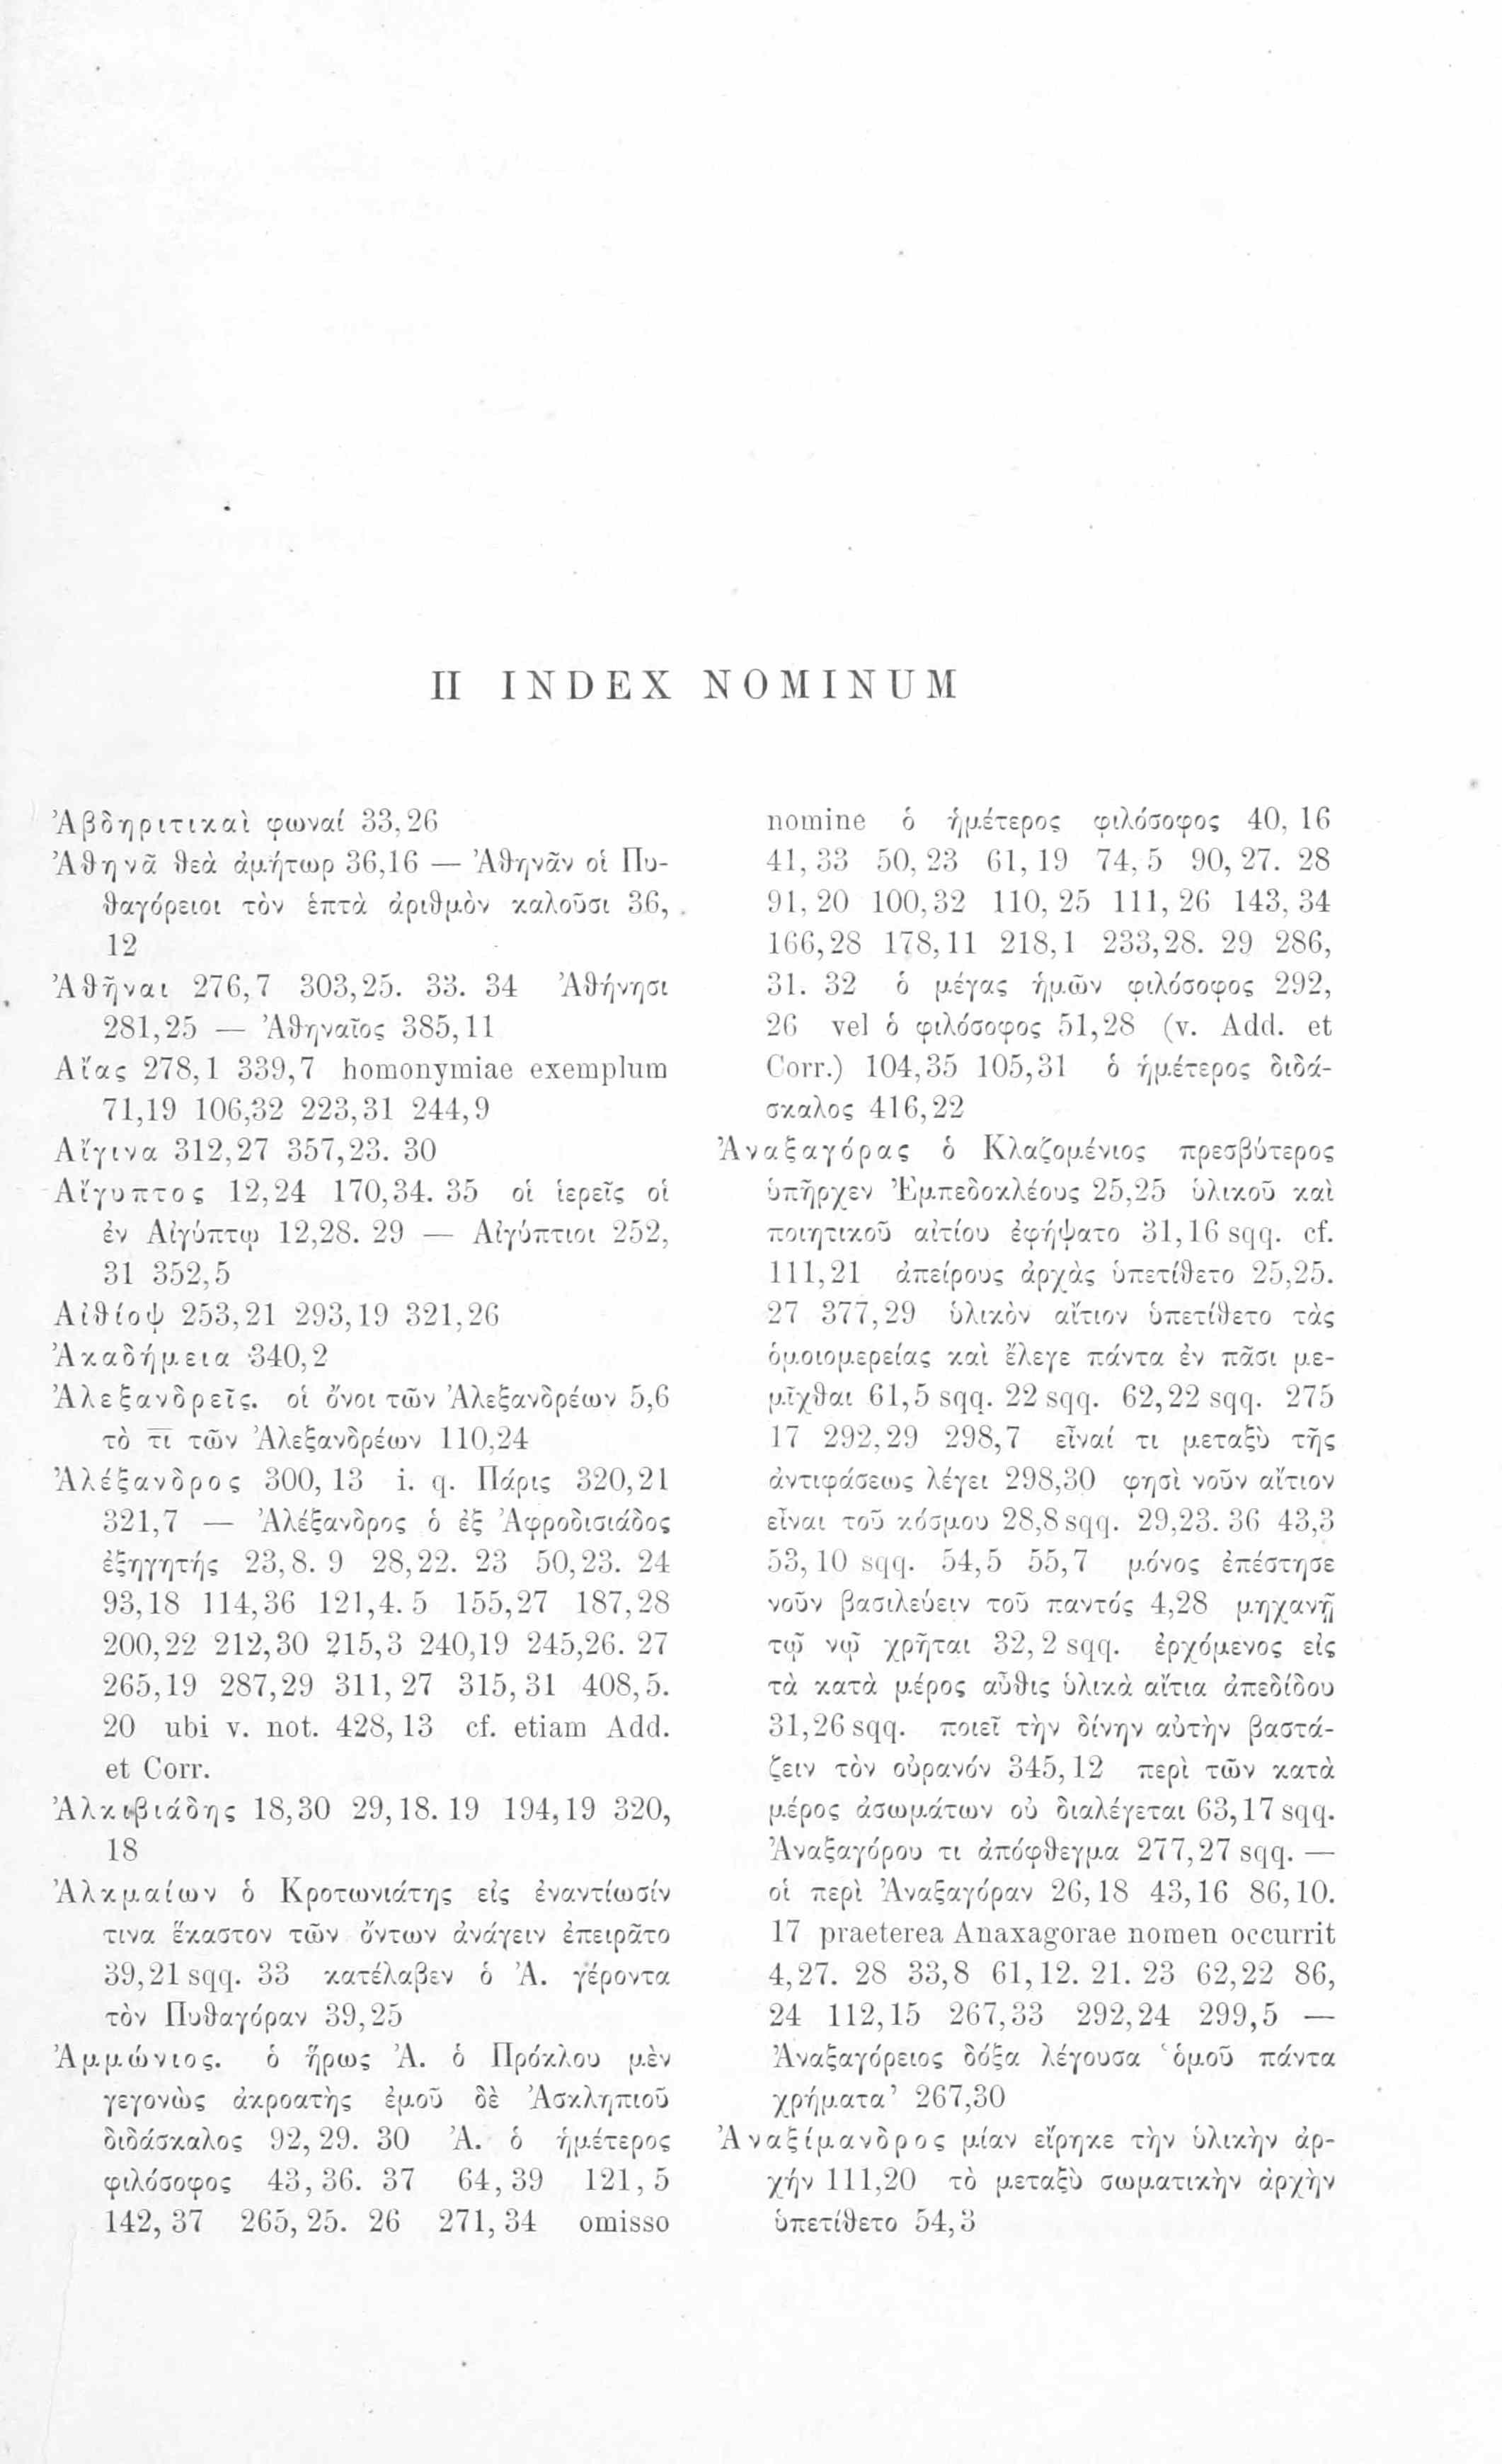 II INDEX NOMINUM
Ἀβδηριτικαὶ φωναί 33,26
Ἀθηνᾶ θεὰ ἀμήτωρ 36,16 — Ἀθηνᾶν οἱ Πυ-
θαγόρειοι τὸν ἑπτὰ ἀριθμὸν καλοῦσι 36,
12
Ἀθῆναι 276,7 303,25. 33. 34 Ἀθήνησι
281,25 — Ἀθηναῖος 385,11
Αἴας 278,1 339,7 homonymiae exemplum
71,19 106,32 223,31 244,9
Αἴγινα 312,27 357,23. 30
Αἴγυπτος 12,24 170,34. 35 οἱ ἱερεῖς οἱ
ἐν Αἰγύπτῳ 12,28. 29 — Αἰγύπτιοι 252,
31 352,5
Αἰθίοψ 253,21 293,19 321,26
Ἀκαδήμεια 340,2
Ἀλεξανδρεῖς. οἱ ὄνοι τῶν Ἀλεξανδρέων 5,6
τὸ τι τῶν Ἀλεξανδρέων 110,24
Ἀλέξανδρος 300,13 i. q. Πάρις 320,21
321,7 — Ἀλέξανδρος ὁ ἐξ Ἀφροδισιάδος
ἐξηγητής 23,8. 9 28,22. 23 50,23. 24
93,18 114,36 121,4. 5 155,27 187,28
200,22 212,30 215,3 240,19 245,26. 27
265,19 287,29 311,27 315,31 408,5.
20 ubi v. not. 428,13 cf. etiam Add.
et Corr.
Ἀλκιβιάδης 18,30 29,18. 19 194,19 320,
18
Ἀλκμαίων ὁ Κροτωνιάτης εἰς ἐναντίωσίν
τινα ἕκαστον τῶν ὄντων ἀνάγειν ἐπειρᾶτο
39,21 sqq. 33 κατέλαβεν ὁ Ἀ. γέροντα
τὸν Πυθαγόραν 39,25
Ἀμμώνιος. ὁ ἥρως Ἀ. ὁ Πρόκλου μὲν
γεγονὼς ἀκροατὴς ἐμοῦ δὲ Ἀσκληπιοῦ
διδάσκαλος 92,29. 30 Ἀ. ὁ ἡμέτερος
φιλόσοφος 43,36. 37 64,39 121,5
142,37 265,25. 26 271,34 omisso
nomine ὁ ἡμέτερος φιλόσοφος 40,16
41,33 50,23 61,19 74,5 90,27. 28
91,20 100,32 110,25 111,26 143,34
166,28 178,11 218,1 233,28. 29 286,
31. 32 ὁ μέγας ἡμῶν φιλόσοφος 292,
26 vel ὁ φιλόσοφος 51,28 (v. Add. et
Corr.) 104,35 105,31 ὁ ἡμέτερος διδά-
σκαλος 416,22
Ἀναξαγόρας ὁ Κλαζομένιος πρεσβύτερος
ὑπῆρχεν Ἐμπεδοκλέους 25,25 ὑλικοῦ καὶ
ποιητικοῦ αἰτίου ἐφήψατο 31,16 sqq. cf.
111,21 ἀπείρους ἀρχὰς ὑπετίθετο 25,25.
27 377,29 ὑλικὸν αἴτιον ὑπετίθετο τὰς
ὁμοιομερείας καὶ ἔλεγε πάντα ἐν πᾶσι με-
μῖχθαι 61,5 sqq. 22 sqq. 62,22 sqq. 275
17 292,29 298,7 εἶναί τι μεταξὺ τῆς
ἀντιφάσεως λέγει 298,30 φησὶ νοῦν αἴτιον
εἶναι τοῦ κόσμου 28,8 sqq. 29,23. 36 43,3
53,10 sqq. 54,5 55,7 μόνος ἐπέστησε
νοῦν βασιλεύειν τοῦ παντός 4,28 μηχανῇ
τῷ νῷ χρῆται 32,2 sqq. ἐρχόμενος εἰς
τὰ κατὰ μέρος αὖθις ὑλικὰ αἴτια ἀπεδίδου
31,26 sqq. ποιεῖ τὴν δίνην αὐτὴν βαστά-
ζειν τὸν οὐρανόν 345,12 περὶ τῶν κατὰ
μέρος ἀσωμάτων οὐ διαλέγεται 63,17 sqq.
Ἀναξαγόρου τι ἀπόφθεγμα 277,27 sqq. —
οἱ περὶ Ἀναξαγόραν 26,18 43,16 86,10.
17 praeterea Anaxagorae nomen occurrit
4,27. 28 33,8 61,12. 21. 23 62,22 86,
24 112,15 267,33 292,24 299,5 —
Ἀναξαγόρειος δόξα λέγουσα ‘ὁμοῦ πάντα
χρήματα’ 267,30
Ἀναξίμανδρος μίαν εἴρηκε τὴν ὑλικὴν ἀρ-
χήν 111,20 τὸ μεταξὺ σωματικὴν ἀρχὴν
ὑπετίθετο 54,3